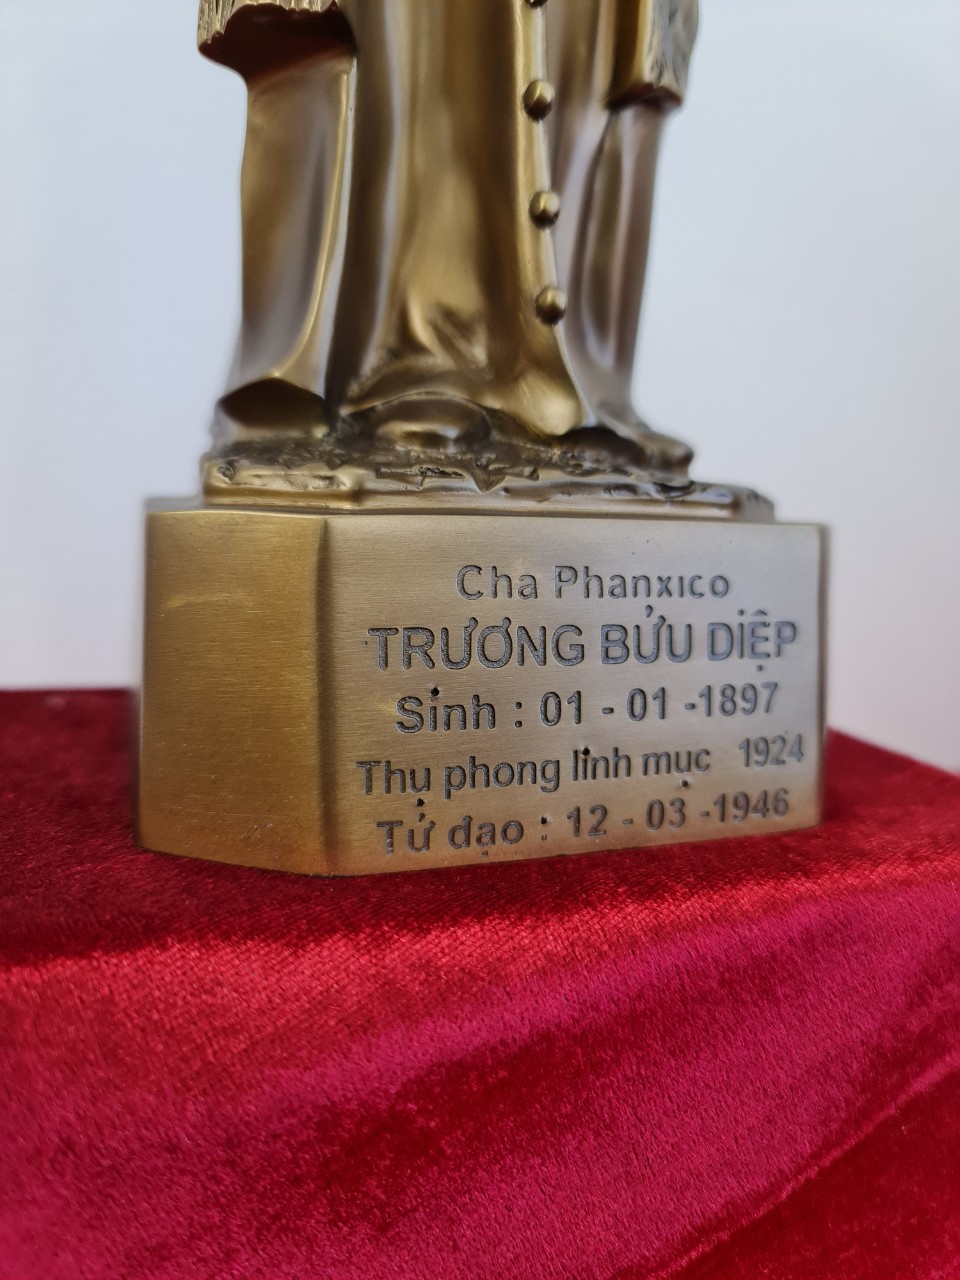 Cha Phanxico
TRƯƠNG BỬU DIỆP
Sinh : 01 - 01 -1897
Thụ phong linh mục 1924
Tử đạo : 12 - 03 -1946